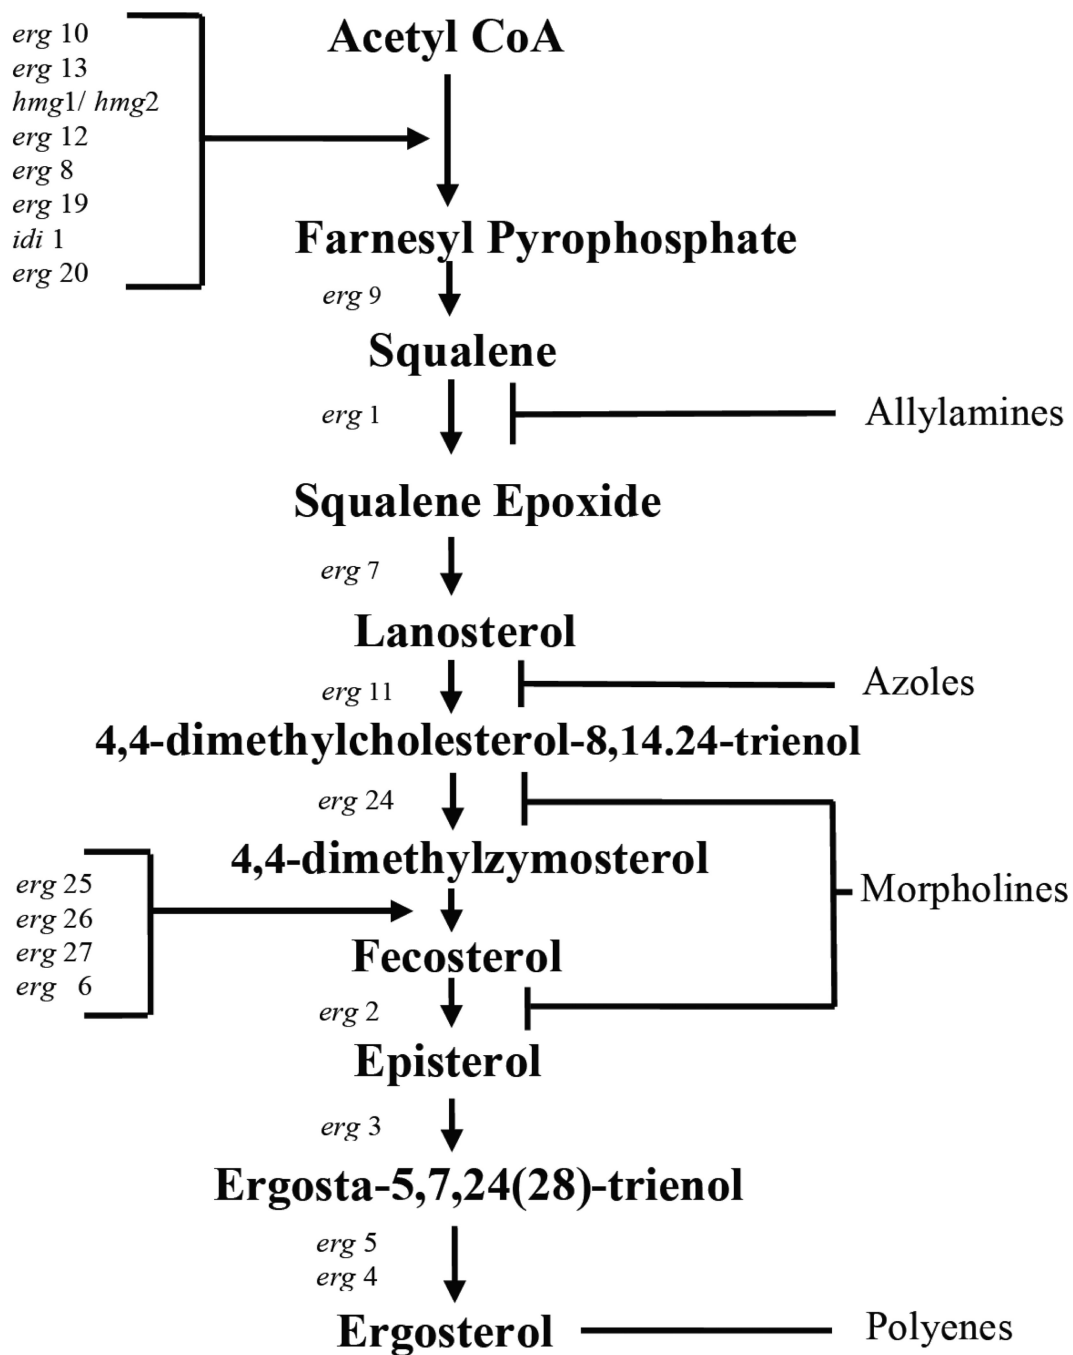 Acetyl CoA
erg 10
erg 13
hmg1/ hmg2
erg 12
erg 8
erg 19
idi 1
erg 20
Farnesyl Pyrophosphate
erg 9
Squalene
erg 1
Allylamines
Squalene Epoxide
erg 7
Lanosterol
erg 11
Azoles
4,4-dimethylcholesterol-8,14.24-trienol
erg 24
4,4-dimethylzymosterol
Morpholines
erg 25
erg 26
erg 27
erg 6
Fecosterol
erg 2
Episterol
erg 3
Ergosta-5,7,24(28)-trienol
erg 5
erg 4
Ergosterol
Polyenes